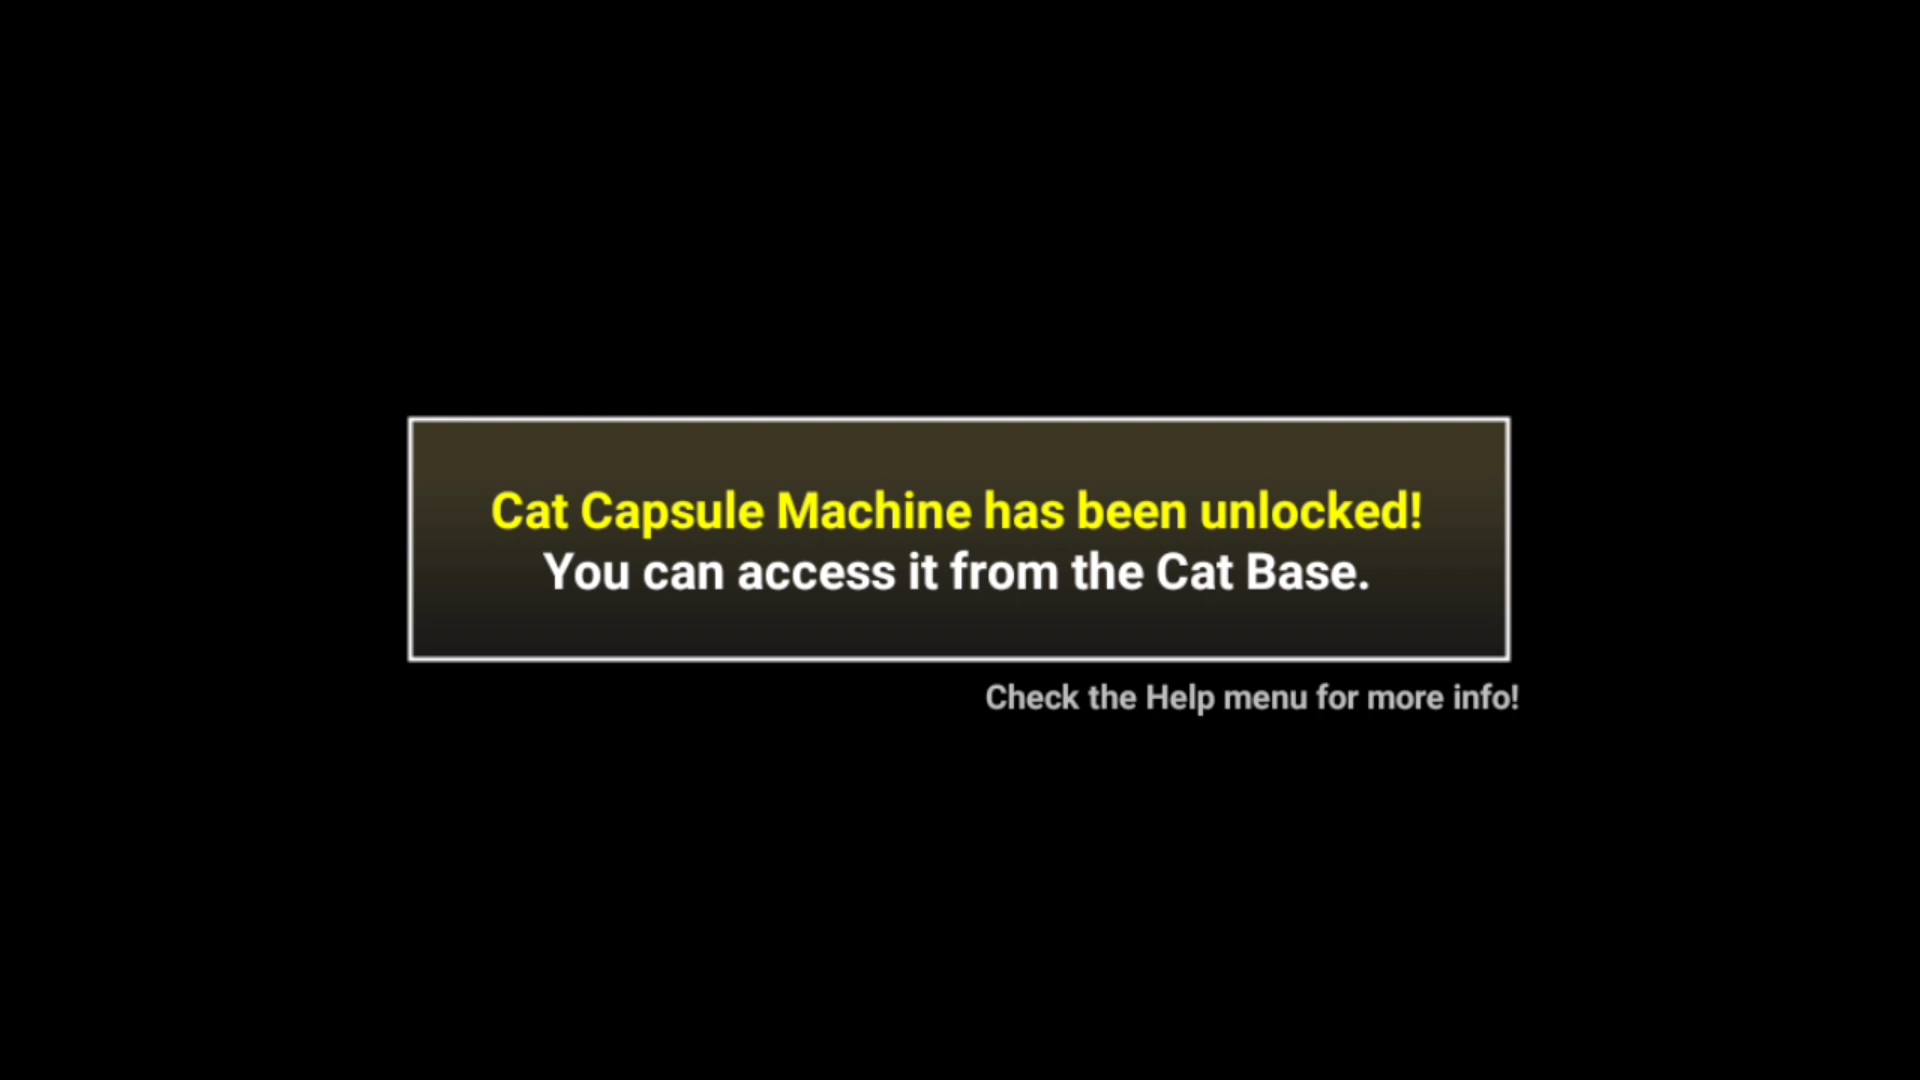 Cat Capsule Machine has been unlocked!
You can access it from the Cat Base.
Check the Help menu for more info!